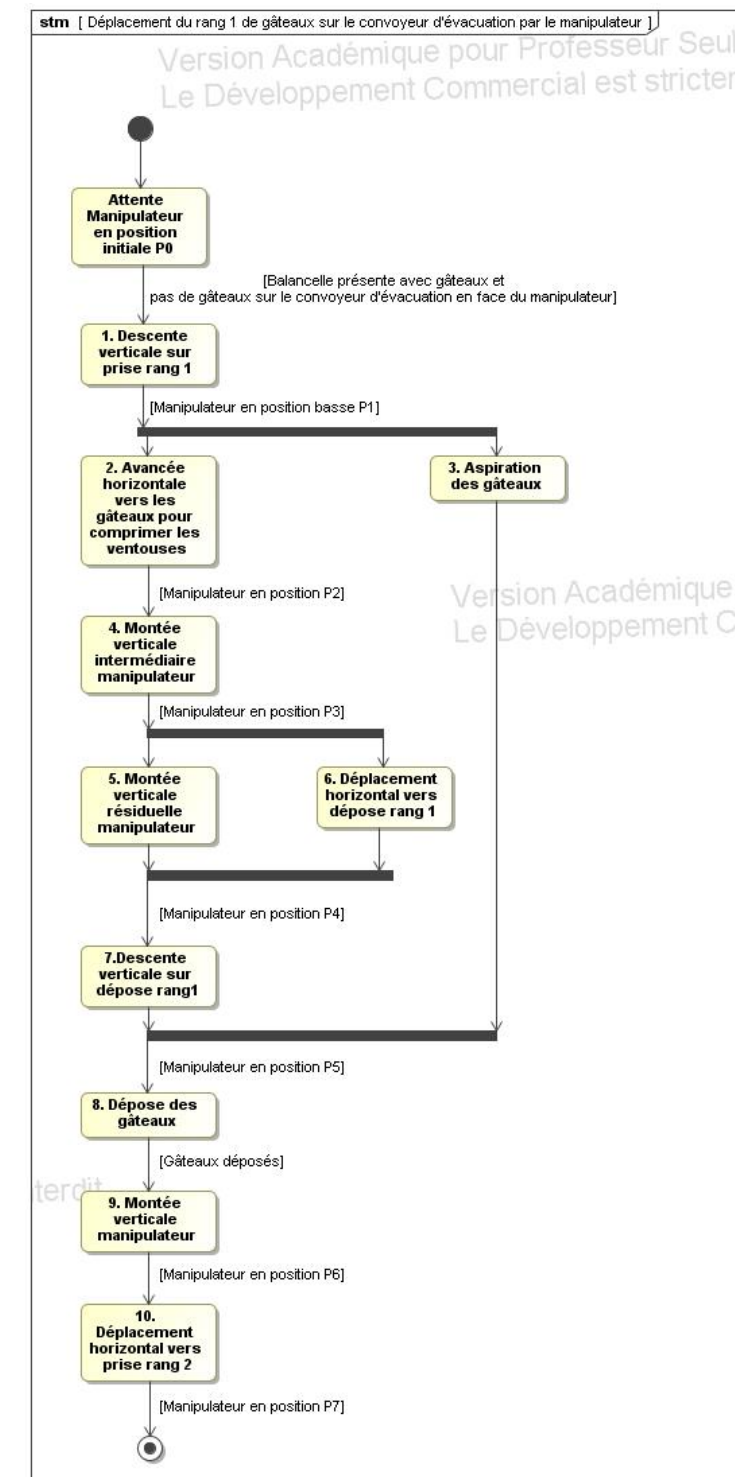 stm [ Déplacement du rang 1 de gâteaux sur le convoyeur d'évacuation par le manipulateur ]
Version Académique pour Professeur Seul
Le Développement Commercial est stricter
Attente
Manipulateur
en position
initiale P0
[Balancelle présente avec gâteaux et
pas de gâteaux sur le convoyeur d'évacuation en face du manipulateur]
1. Descente
verticale sur
prise rang 1
[Manipulateur en position basse P1]
2. Avancée
horizontale
vers les
gâteaux pour
comprimer les
ventouses
3. Aspiration
des gâteaux
[Manipulateur en position P2]
Version Académique
Le Développement C
4. Montée
verticale
intermédiaire
manipulateur
[Manipulateur en position P3]
5. Montée
verticale
résiduelle
manipulateur
6. Déplacement
horizontal vers
dépose rang 1
[Manipulateur en position P4]
7.Descente
verticale sur
dépose rang1
[Manipulateur en position P5]
8. Dépose des
gâteaux
[Gâteaux déposés]
terdit
9. Montée
verticale
manipulateur
[Manipulateur en position P6]
10.
Déplacement
horizontal vers
prise rang 2
[Manipulateur en position P7]